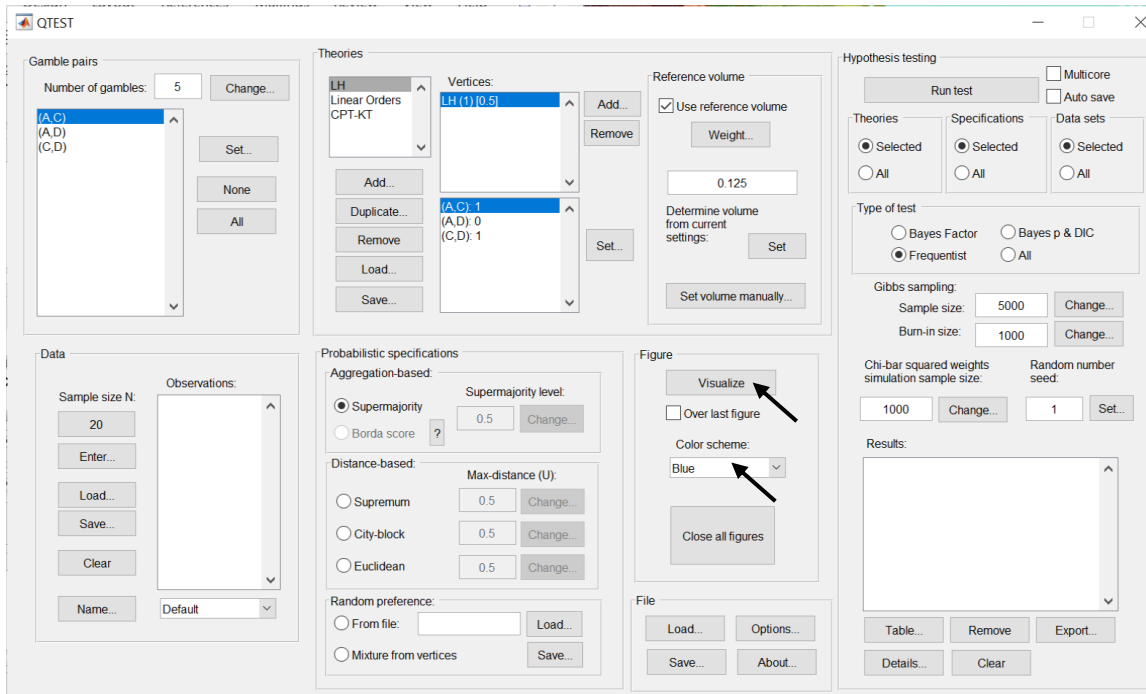 QTEST
Gamble pairs
Number of gambles:
5
Change...
(A,C)
(A,D)
(C,D)
Set...
None
All
Theories
LH
Linear Orders
CPT-KT
Add...
Duplicate...
Remove
Load...
Save...
Vertices:
LH (1) [0.5]
Add...
Remove
(A,C): 1
(A,D): 0
(C,D): 1
Set...
Reference volume
Use reference volume
Weight...
0.125
Determine volume
from current
settings:
Set
Set volume manually...
Hypothesis testing
Run test
Multicore
Auto save
Theories
Selected
All
Specifications
Selected
All
Data sets
Selected
All
Type of test
Bayes Factor
Bayes p & DIC
Frequentist
All
Gibbs sampling:
Sample size:
5000
Change...
Burn-in size:
1000
Change...
Chi-bar squared weights
simulation sample size:
1000
Change...
Random number
seed:
1
Set...
Results:
Table...
Remove
Export...
Details...
Clear
Data
Sample size N:
20
Enter...
Load...
Save...
Clear
Name...
Observations:
Default
Probabilistic specifications
Aggregation-based:
Supermajority level:
Supermajority
0.5
Change...
Borda score
?
Distance-based:
Max-distance (U):
Supremum
0.5
Change...
City-block
0.5
Change...
Euclidean
0.5
Change...
Random preference:
From file:
Load...
Mixture from vertices
Save...
Figure
Visualize
Over last figure
Color scheme:
Blue
Close all figures
File
Load...
Options...
Save...
About...